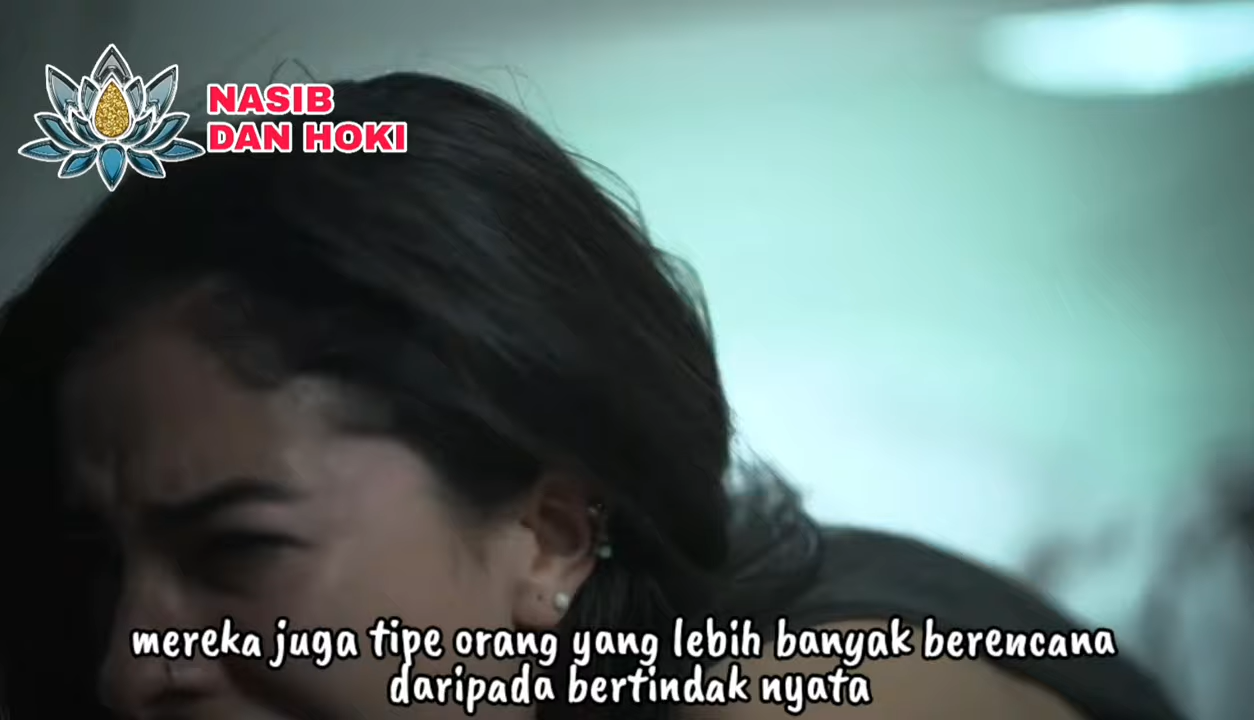 NASIB
DAN HOKI
mereka juga tipe orang yang lebih banyak berencana
daripada bertindak nyata